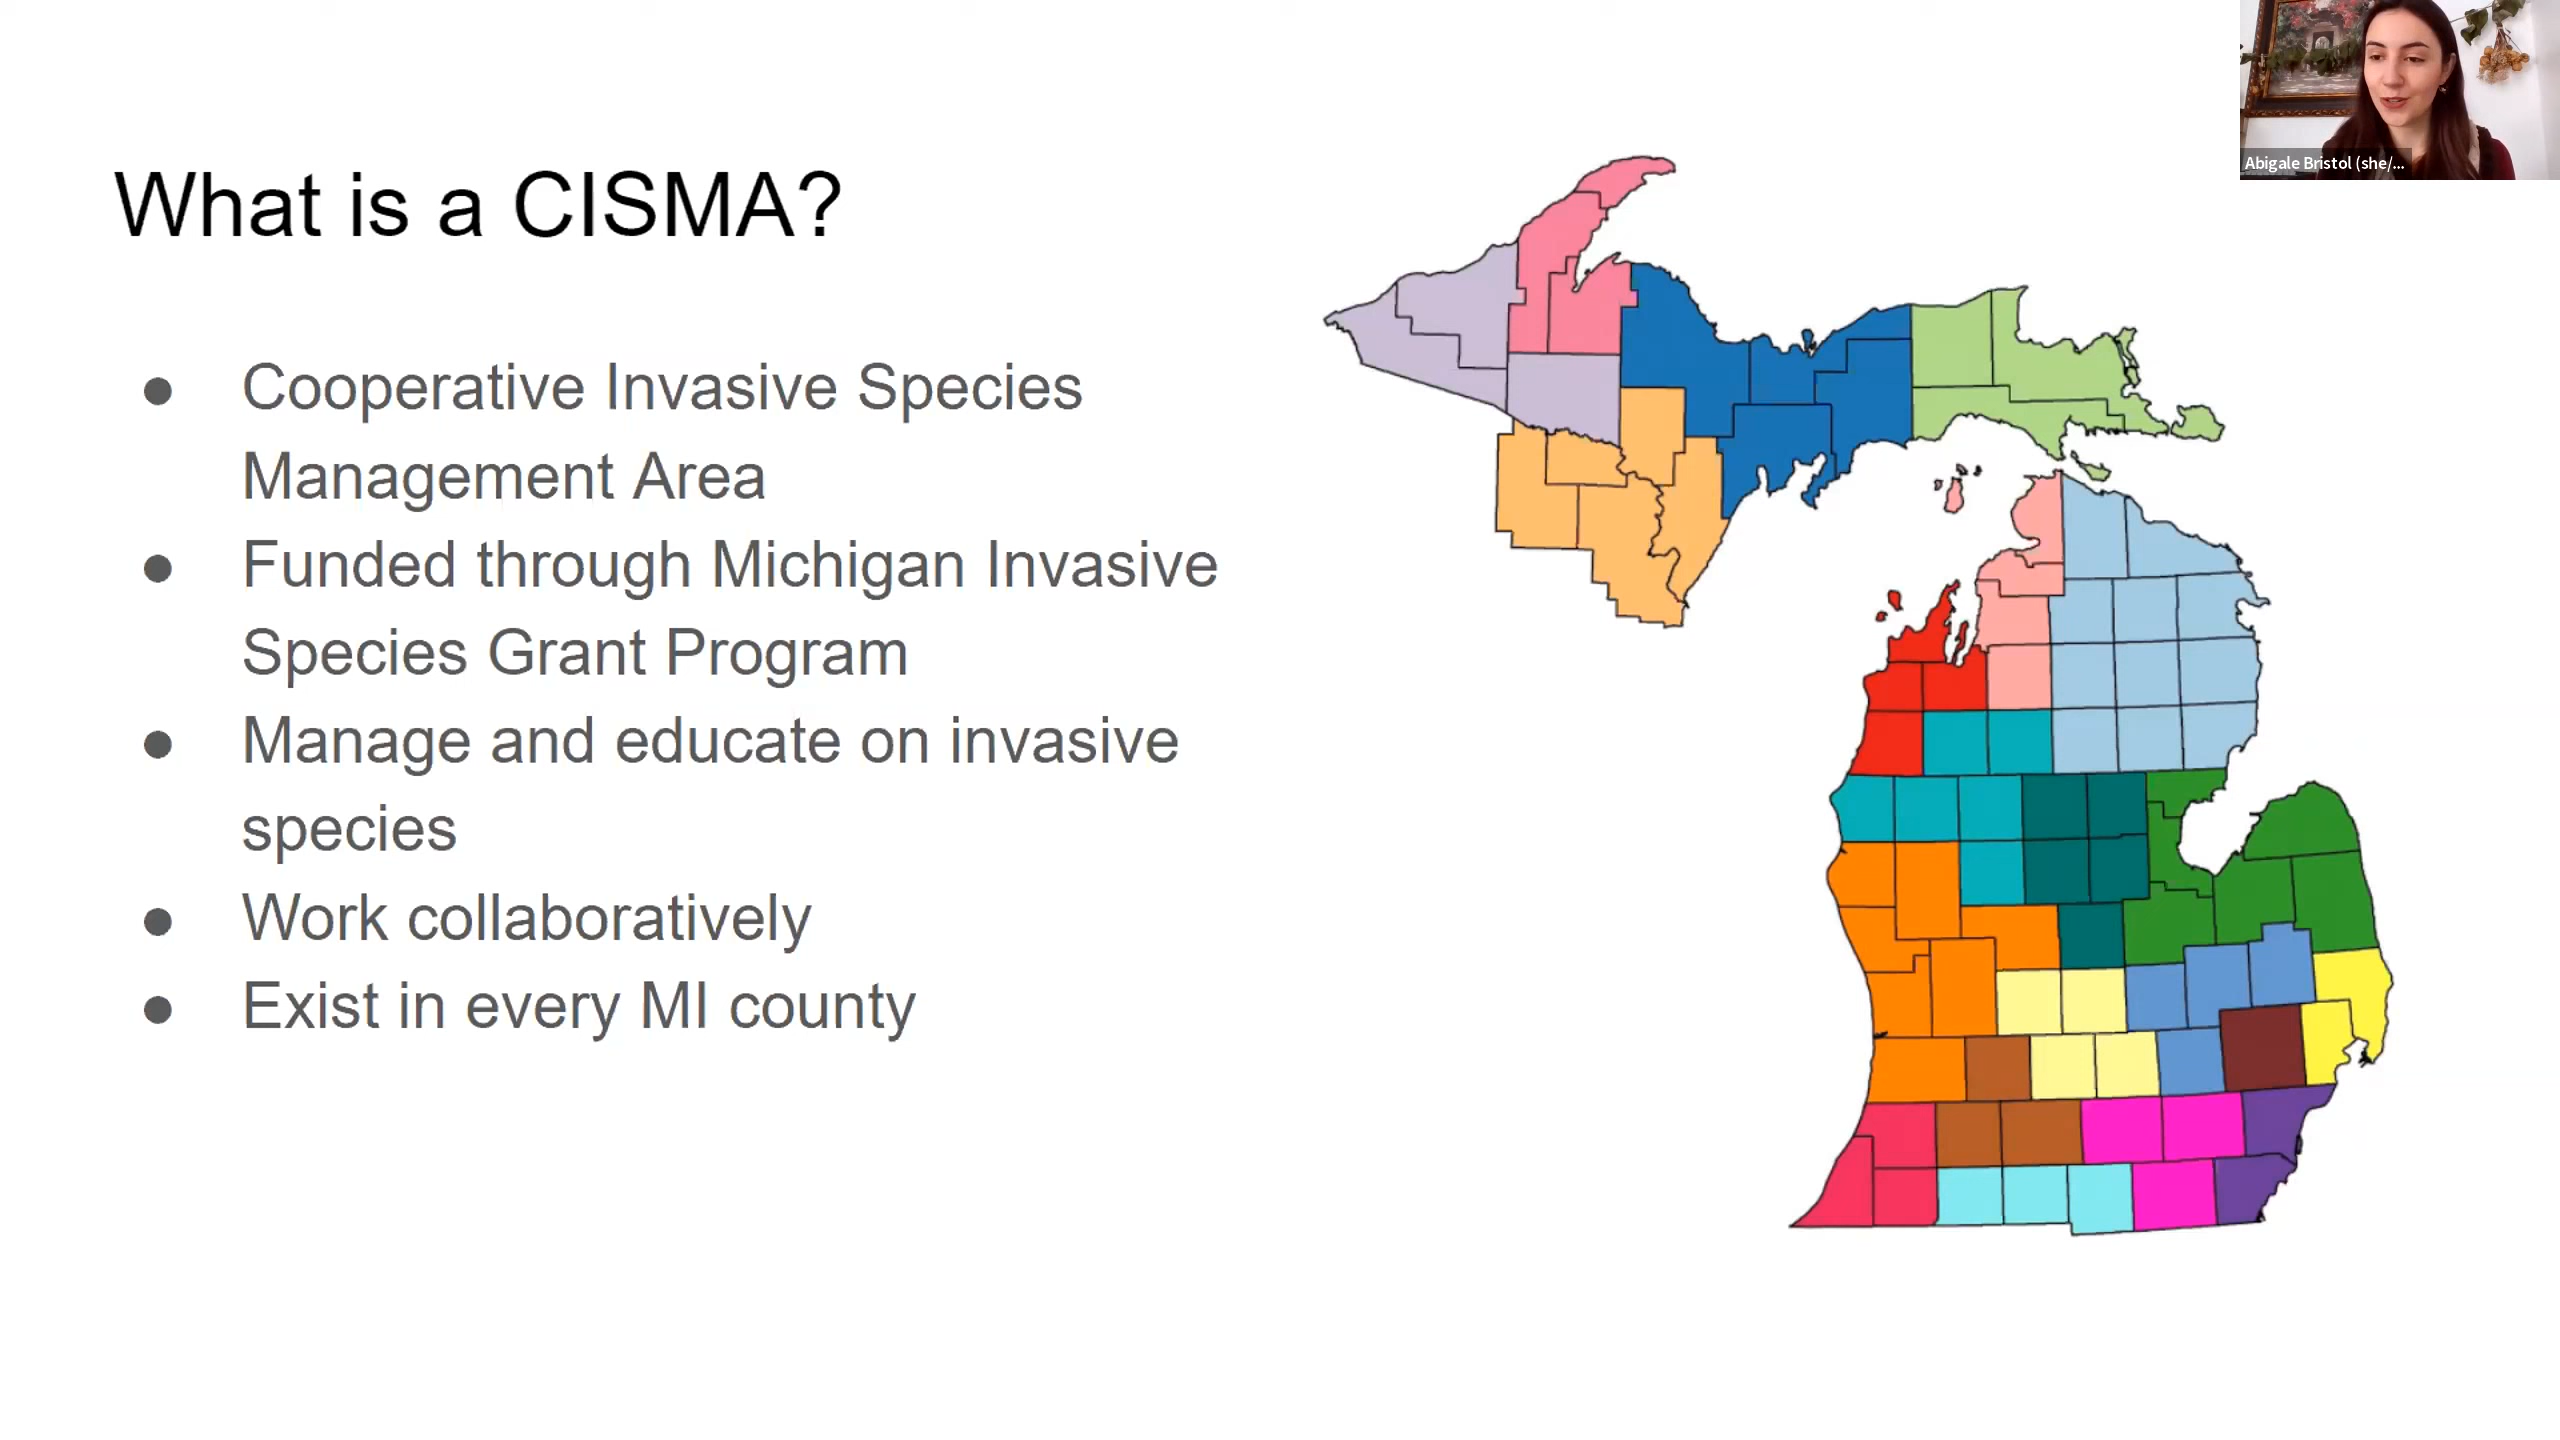 Abigale Bristol (she/...
What is a CISMA?
● Cooperative Invasive Species
Management Area
● Funded through Michigan Invasive
Species Grant Program
● Manage and educate on invasive
species
● Work collaboratively
● Exist in every MI county